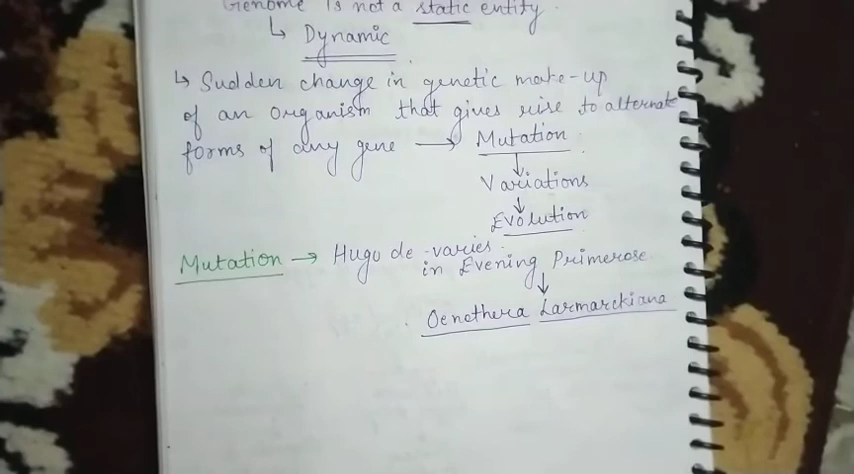 Genome is not a static entity.
↳ Dynamic
↳ Sudden change in genetic make-up
of an organism that gives rise to alternate
forms of any gene → Mutation
↓
Variations
↓
Evolution
Mutation → Hugo de-varies
in Evening Primerose
↓
Oenothera Larmarckiana